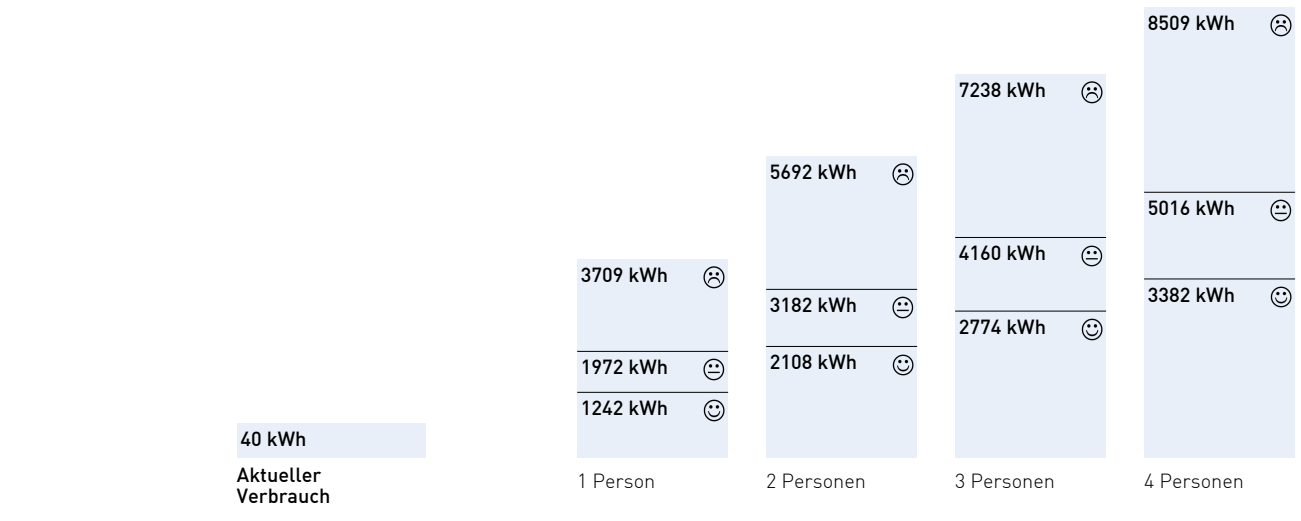 8509 kWh
7238 kWh
5692 kWh
5016 kWh
4160 kWh
3709 kWh
3182 kWh
3382 kWh
2774 kWh
1972 kWh
2108 kWh
1242 kWh
40 kWh
Aktueller
Verbrauch
1 Person
2 Personen
3 Personen
4 Personen